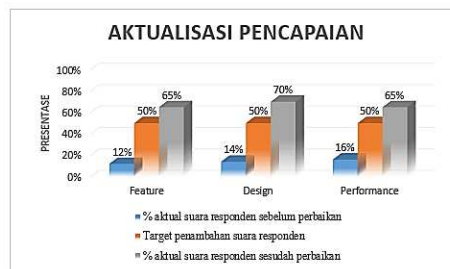 AKTUALISASI PENCAPAIAN
PRESENTASE
100%
80%
60%
40%
20%
0%
12%
50%
65%
14%
50%
70%
16%
50%
65%
Feature
Design
Performance
% aktual suara responden sebelum perbaikan
Target penambahan suara responden
% aktual suara responden sesudah perbaikan